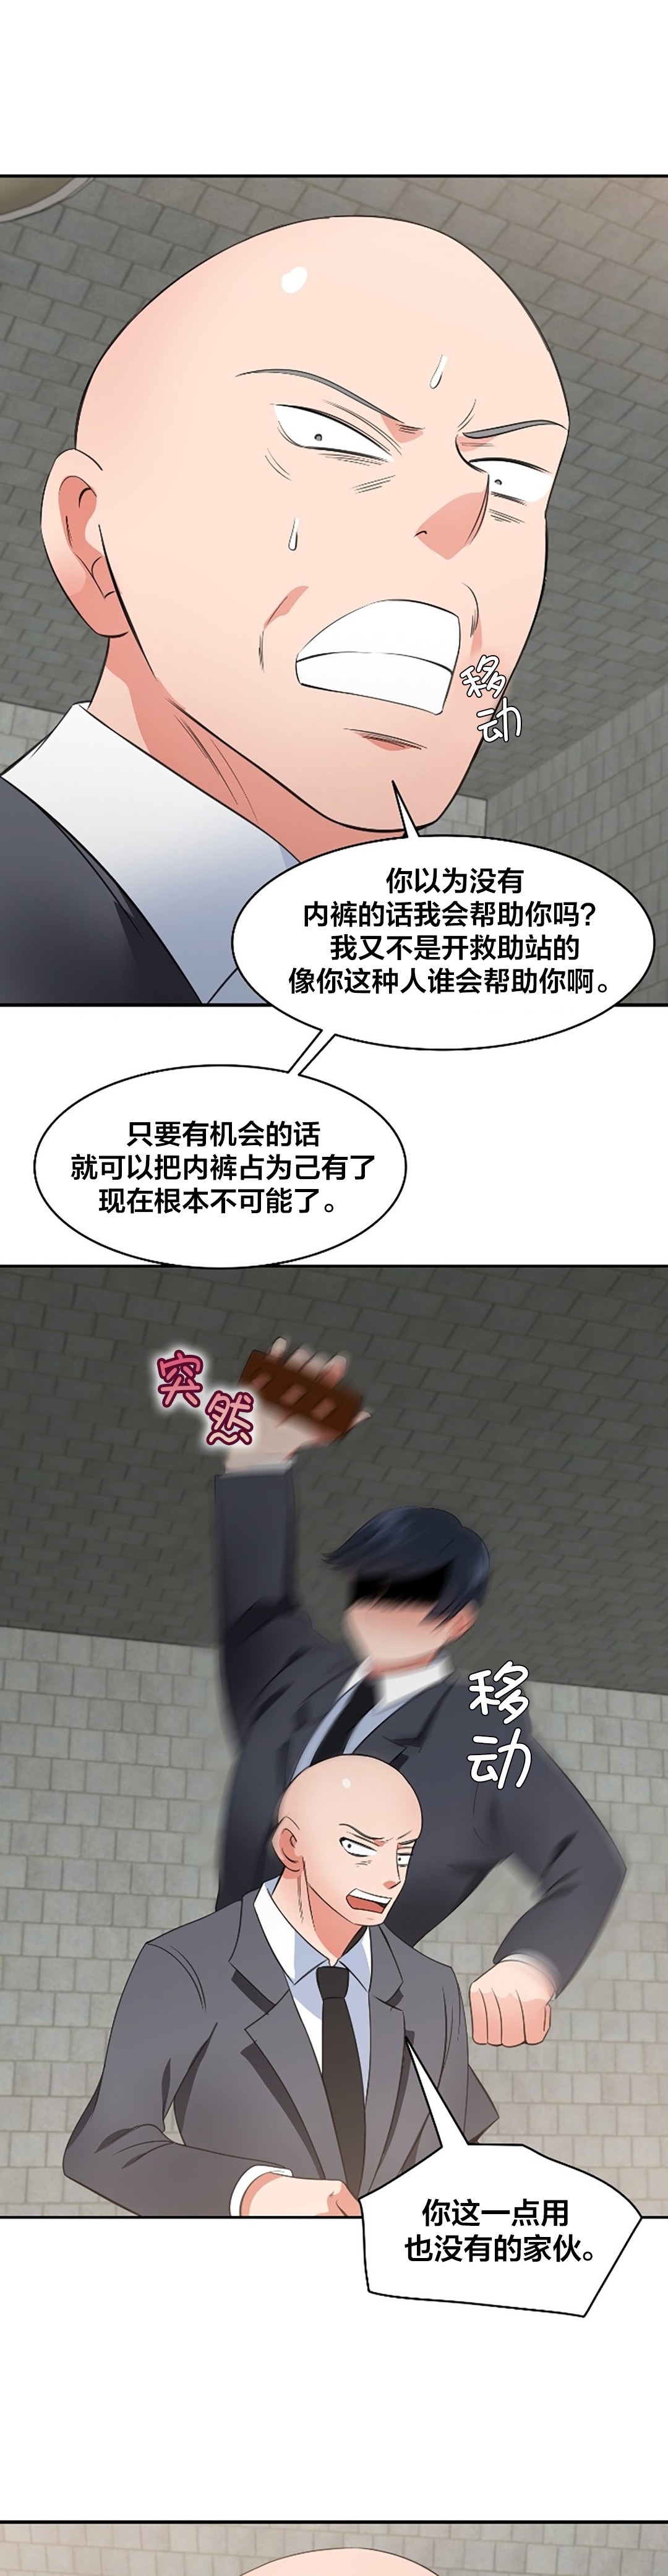 移
动
你以为没有
内裤的话我会帮助你吗？
我又不是开救助站的
像你这种人谁会帮助你啊。
只要有机会的话
就可以把内裤占为己有了
现在根本不可能了。
突
然~
移
动
你这一点用
也没有的家伙。